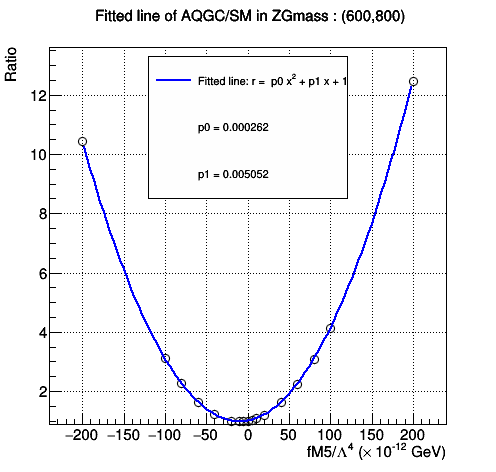 Fitted line of AQGC/SM in ZGmass : (600,800)
Ratio
Fitted line: r = p0 x² + p1 x + 1
p0 = 0.000262
p1 = 0.005052
12
10
8
6
4
2
−200 −150 −100 −50 0 50 100 150 200
fM5/Λ⁴ (× 10⁻¹² GeV)